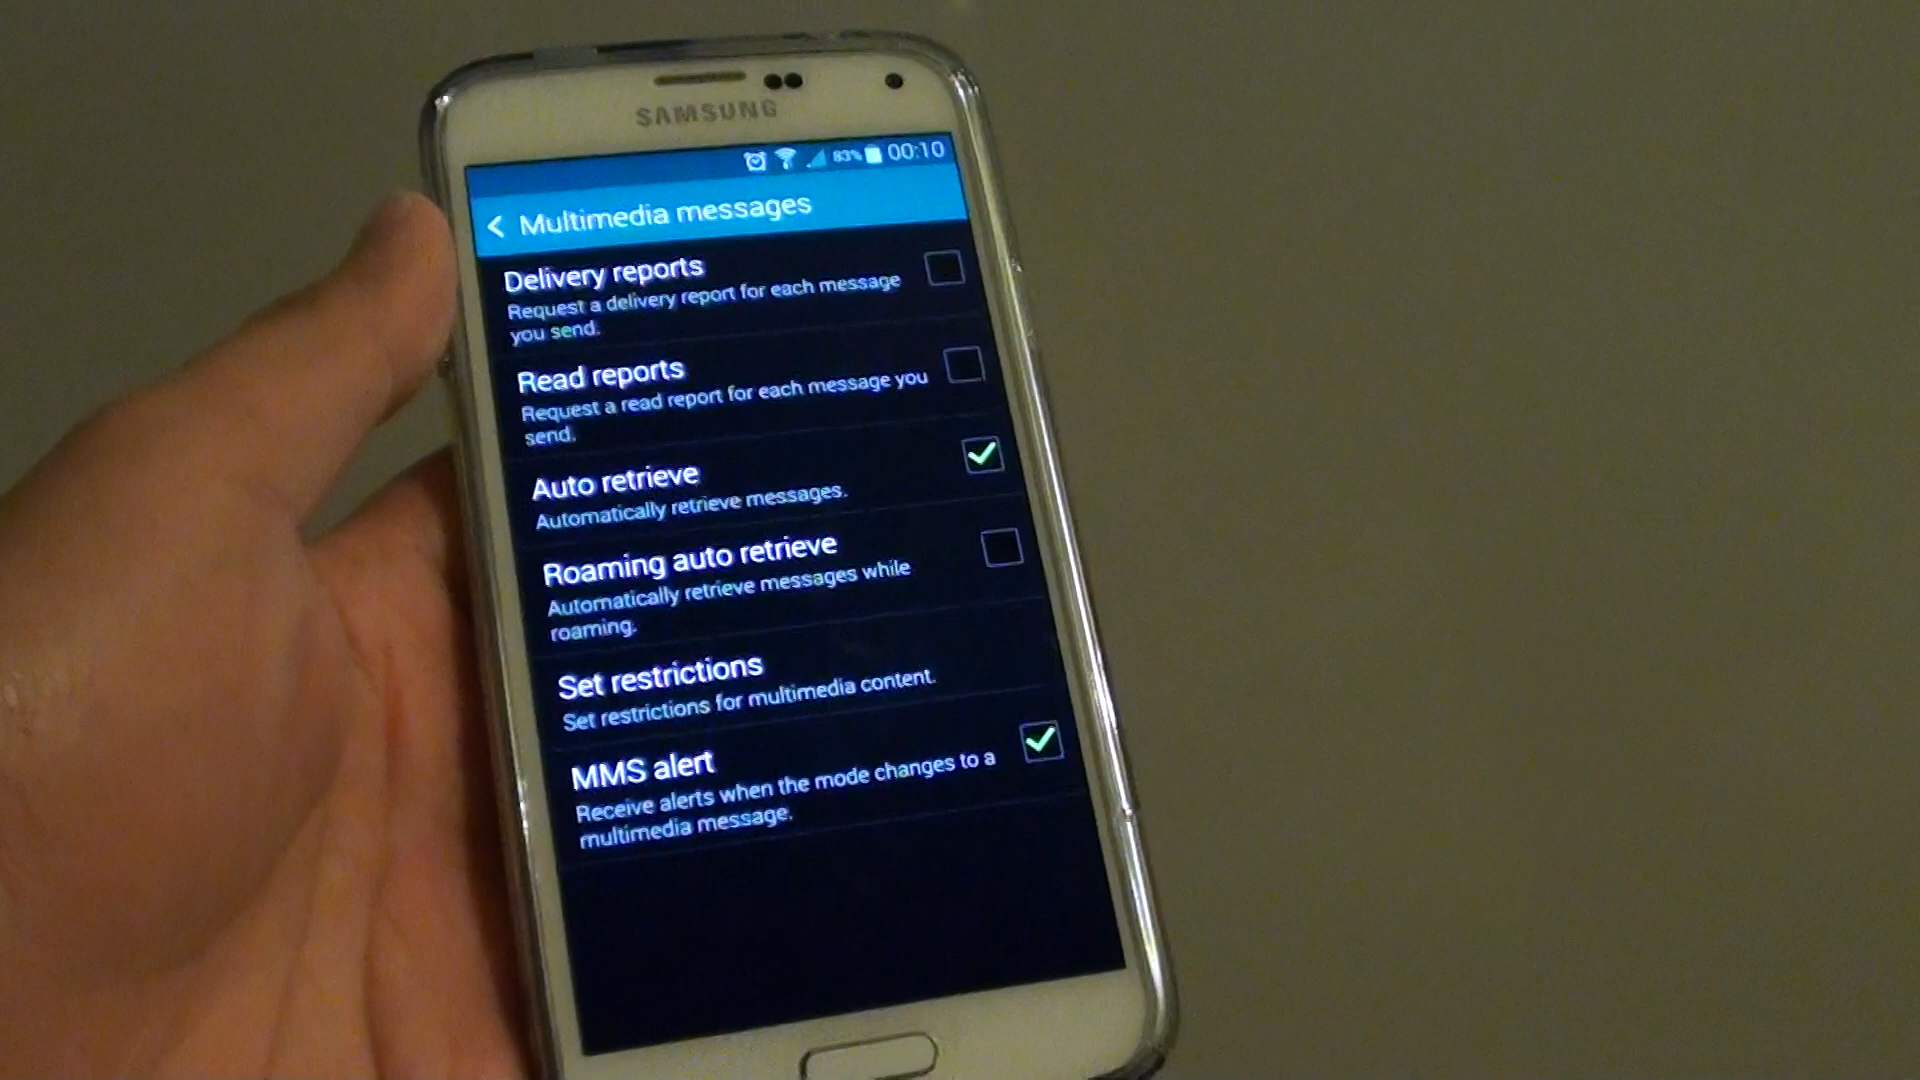 SAMSUNG
83% 00:10
< Multimedia messages
Delivery reports
Request a delivery report for each message
you send.
Read reports
Request a read report for each message you
send.
Auto retrieve
Automatically retrieve messages.
Roaming auto retrieve
Automatically retrieve messages while
roaming.
Set restrictions
Set restrictions for multimedia content.
MMS alert
Receive alerts when the mode changes to a
multimedia message.